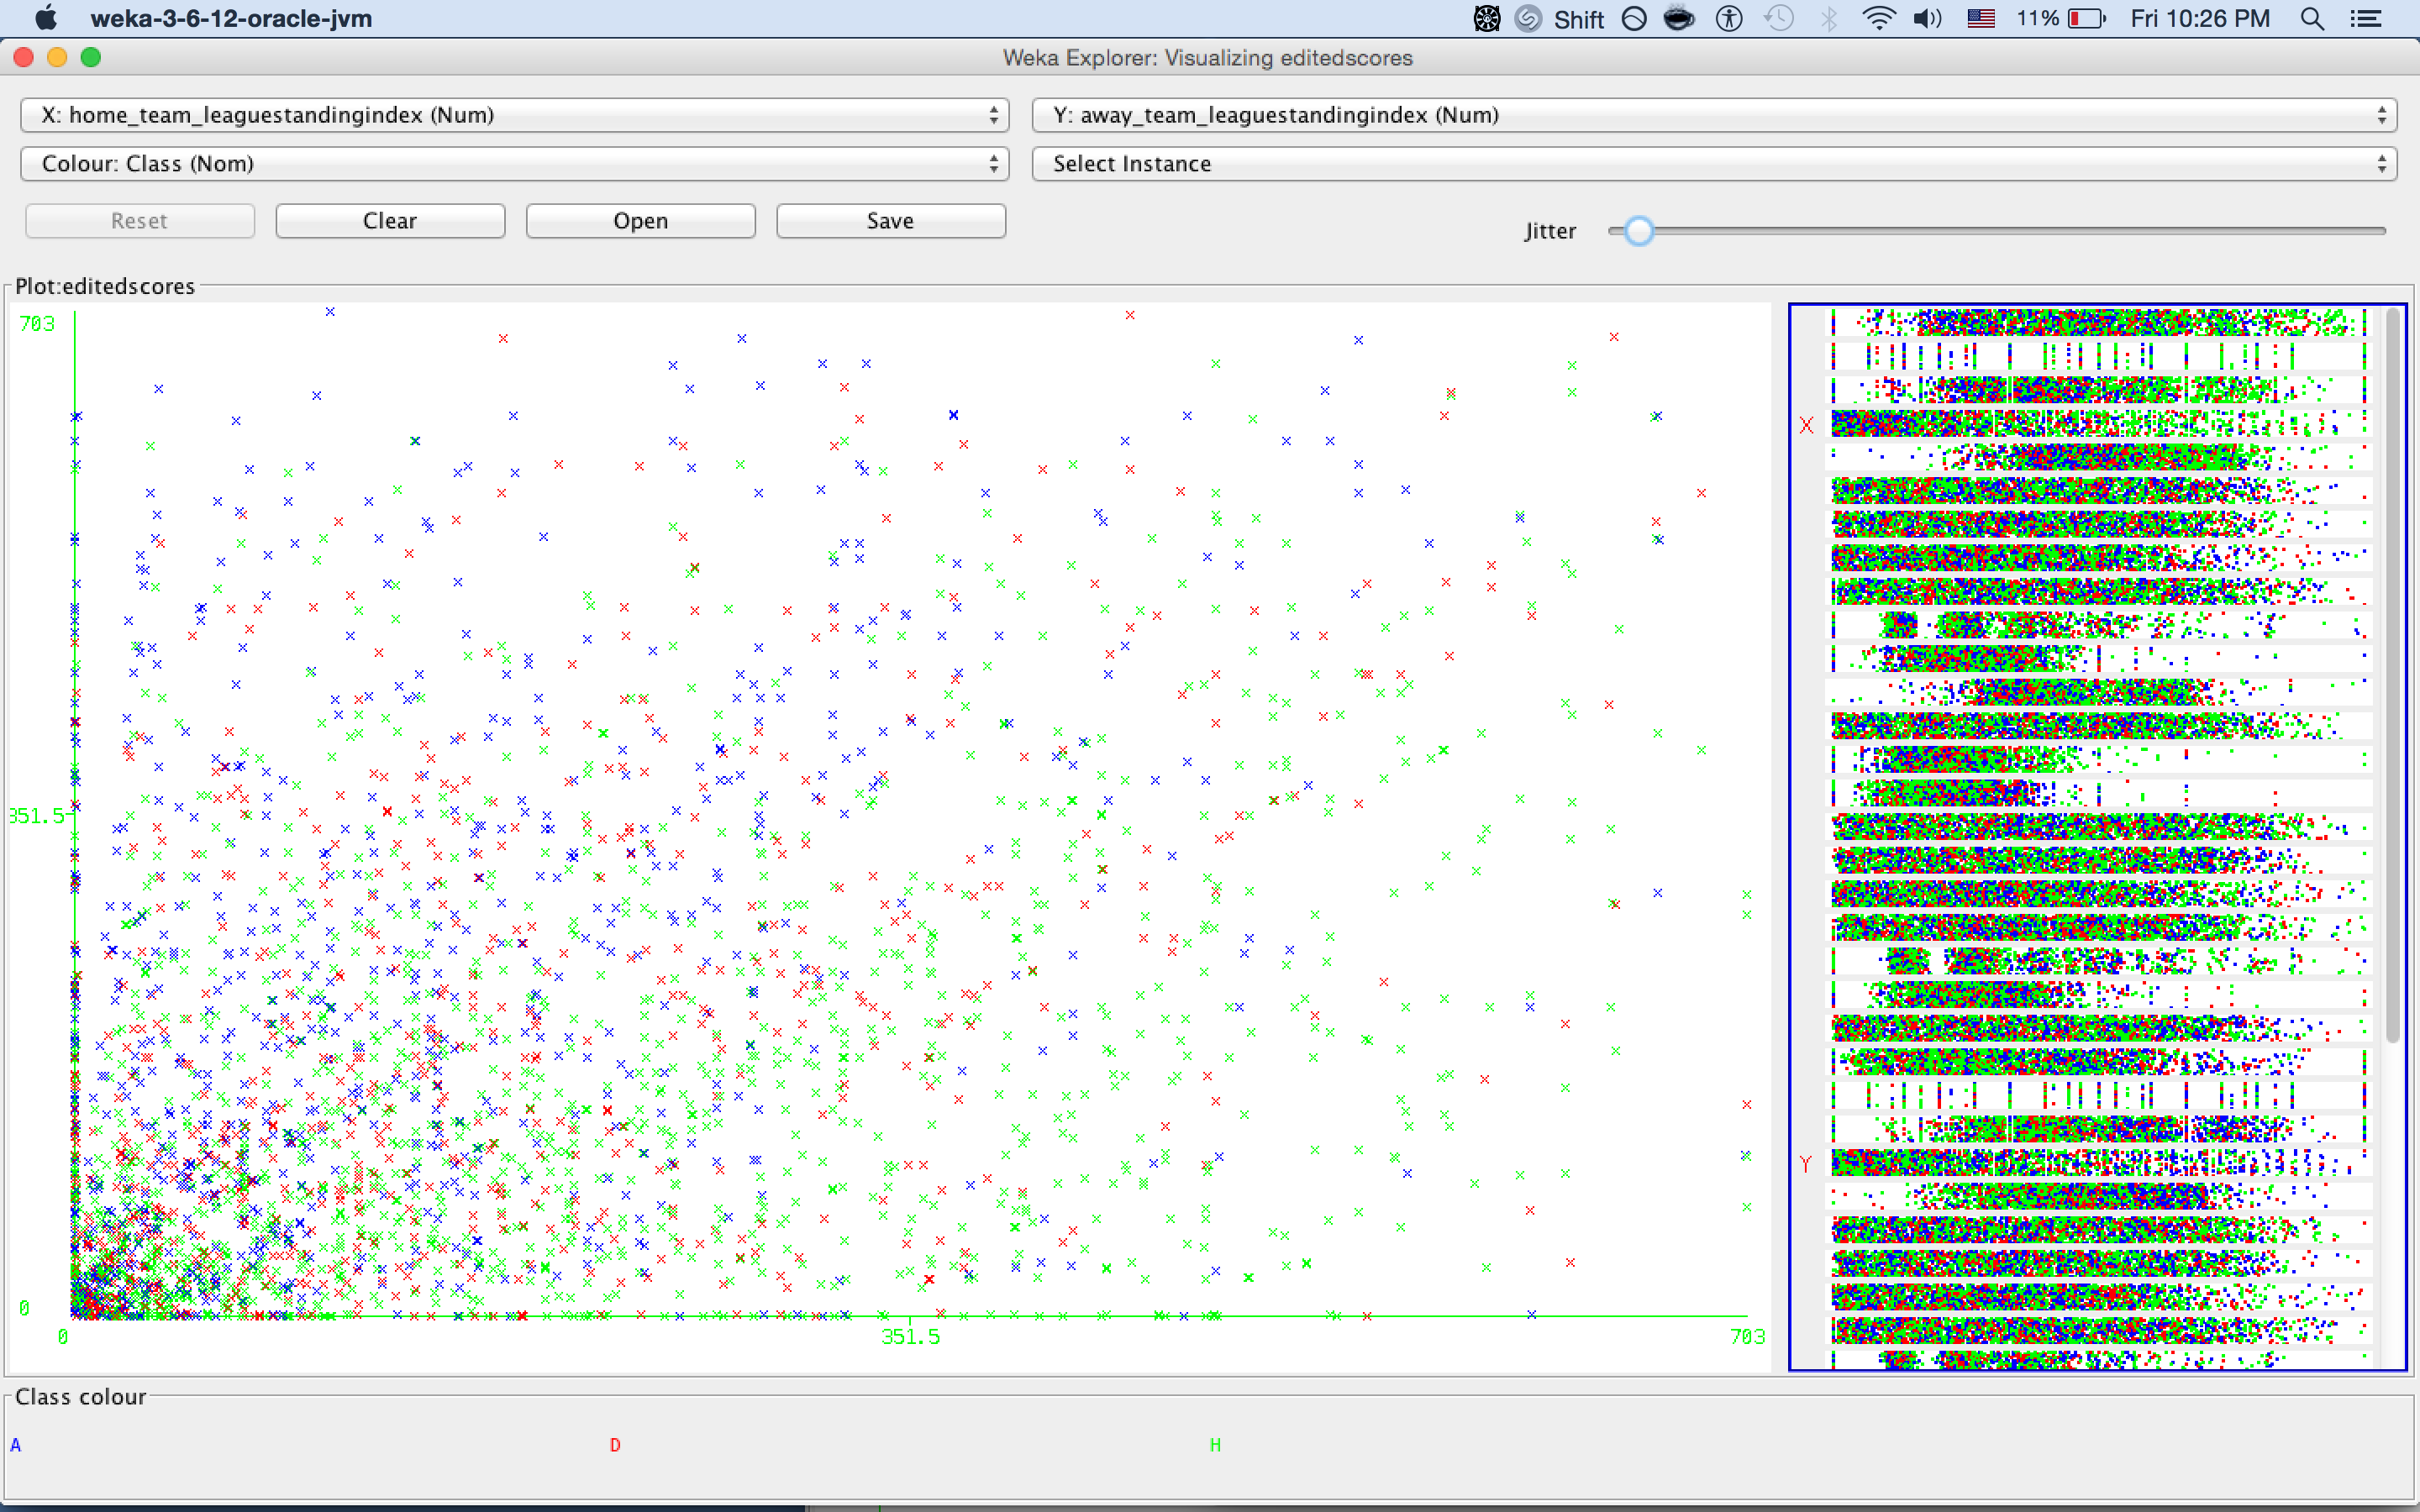 weka-3-6-12-oracle-jvm Shift 11% Fri 10:26 PM
Weka Explorer: Visualizing editedscores
X: home_team_leaguestandingindex (Num) Y: away_team_leaguestandingindex (Num)
Colour: Class (Nom) Select Instance
Reset Clear Open Save Jitter
Plot:editedscores
703
X
351.5
Y
0
0 351.5 703
Class colour
A D H